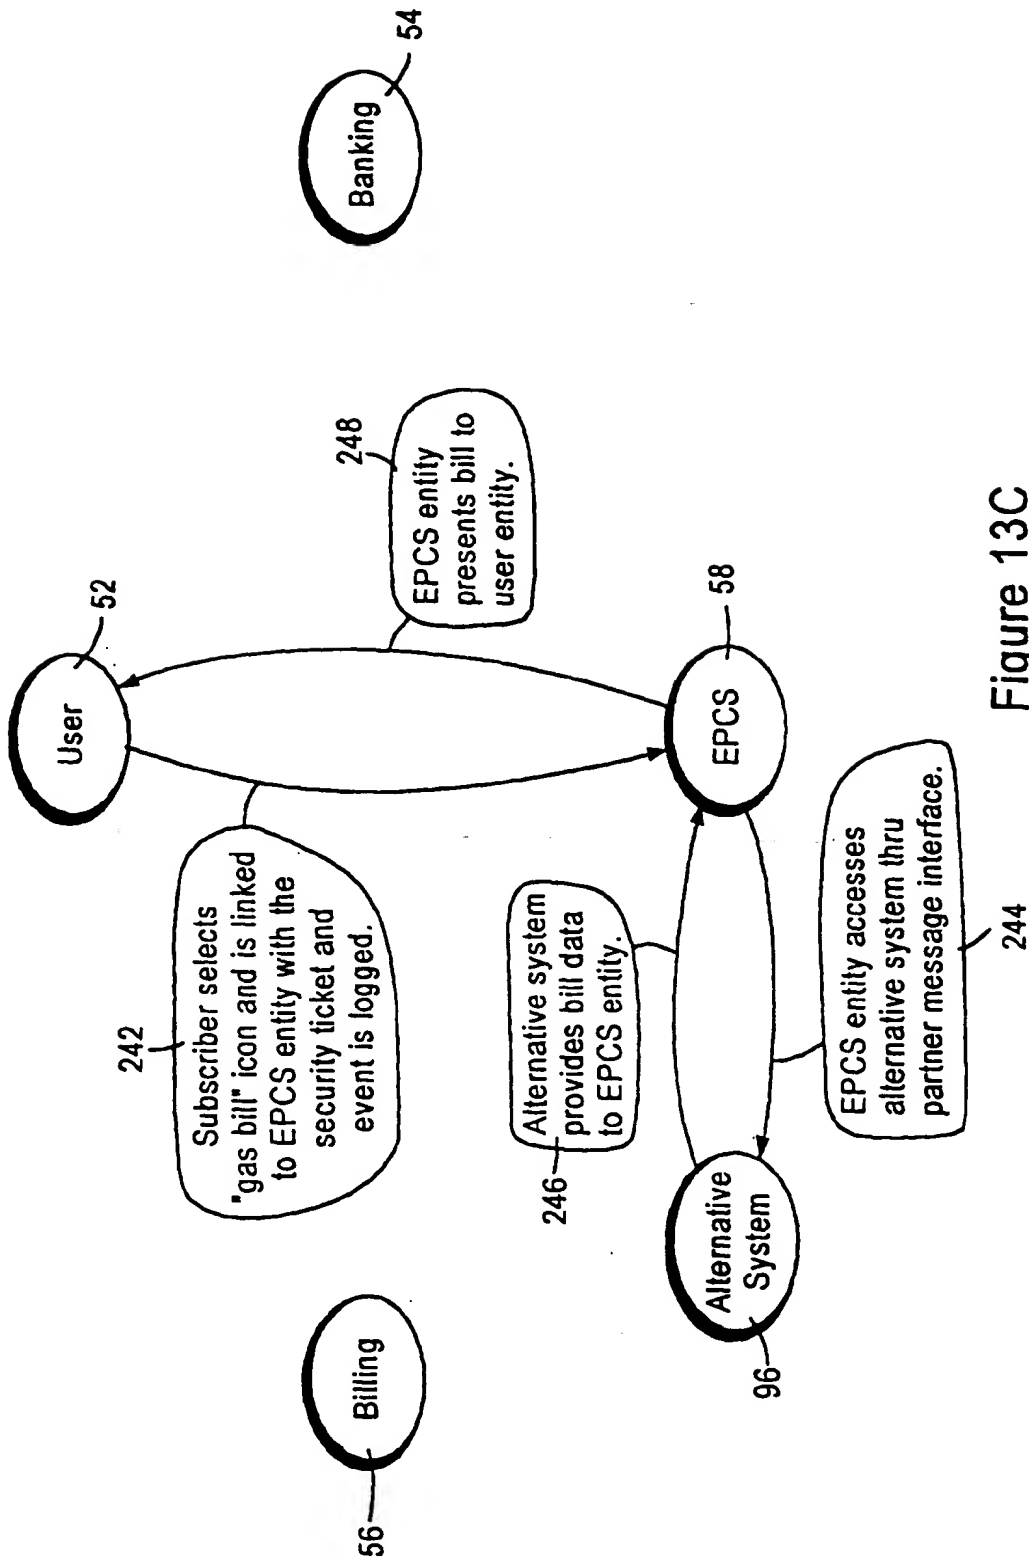 User
52
242
Subscriber selects
"gas bill" icon and is linked
to EPCS entity with the
security ticket and
event is logged.
248
EPCS entity
presents bill to
user entity.
Billing
56
Banking
54
246
Alternative system
provides bill data
to EPCS entity.
Alternative
System
96
EPCS
58
EPCS entity accesses
alternative system thru
partner message interface.
244
Figure 13C